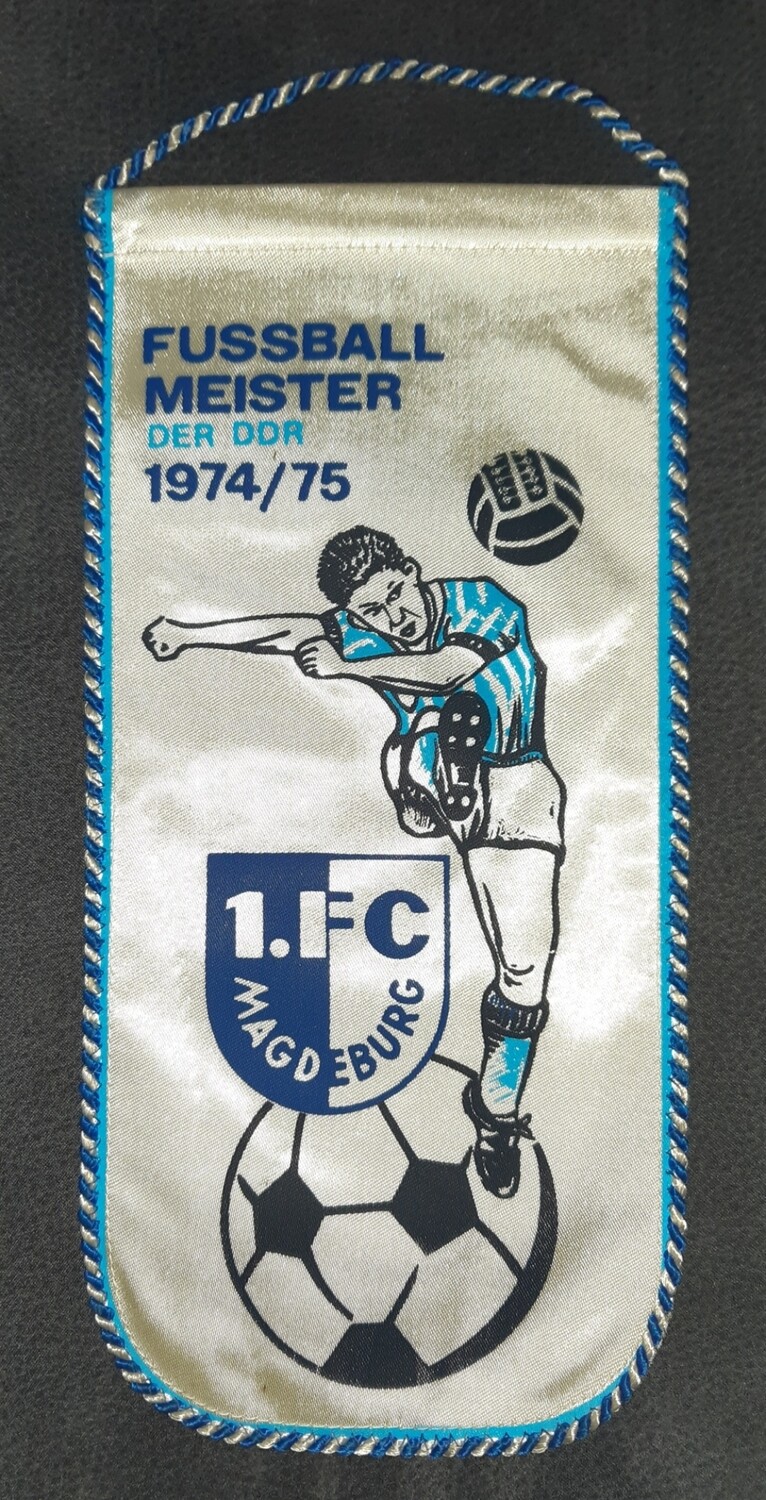 FUSSBALL
MEISTER
DER DDR
1974/75
1. FC
MAGDEBURG